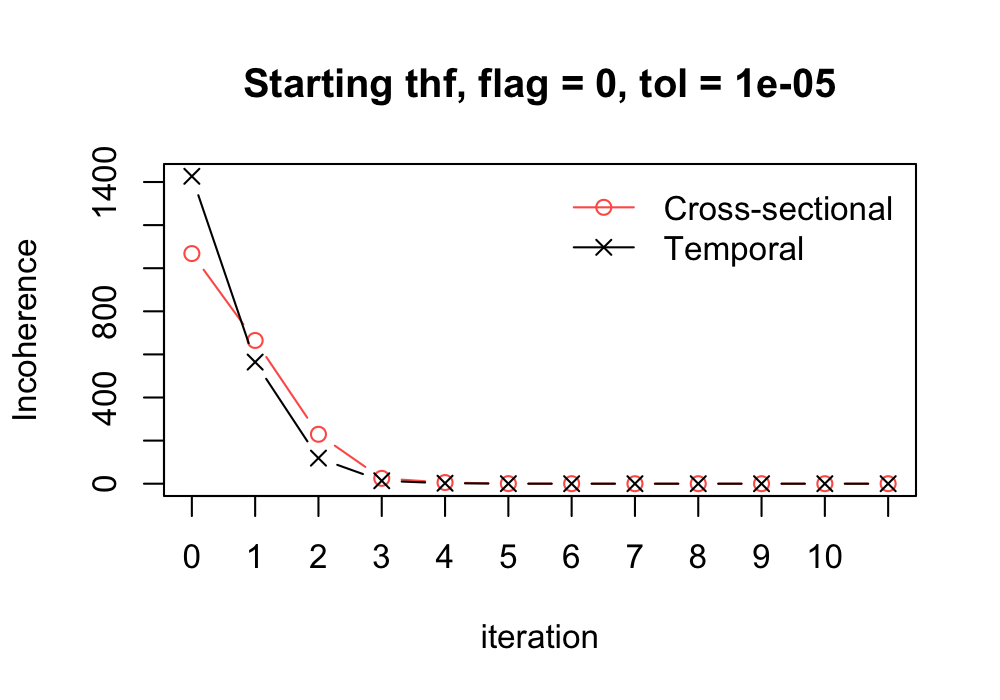 Starting thf, flag = 0, tol = 1e-05
Incoherence
1400
800
400
0
Cross-sectional
Temporal
0 1 2 3 4 5 6 7 8 9 10
iteration